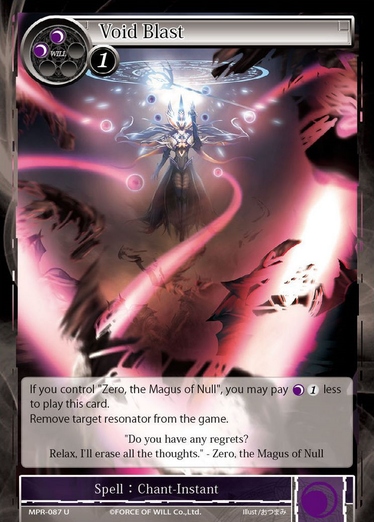 Void Blast
WILL
1
If you control "Zero, the Magus of Null", you may pay 1 less
to play this card.
Remove target resonator from the game.
"Do you have any regrets?
Relax, I'll erase all the thoughts." - Zero, the Magus of Null
Spell : Chant-Instant
MPR-087 U ©FORCE OF WILL Co.,Ltd. illust/おつまみ